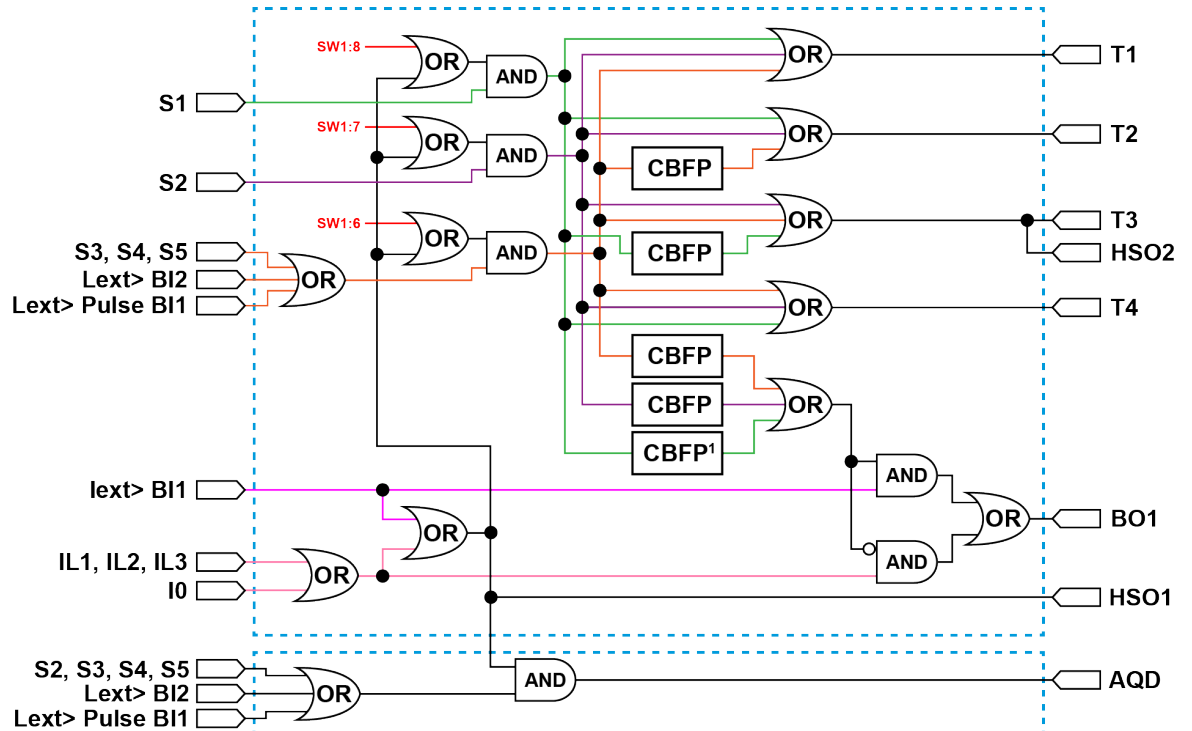 SW1:8
OR
AND
OR
T1
S1
SW1:7
OR
AND
OR
T2
S2
CBFP
SW1:6
OR
AND
OR
T3
S3, S4, S5
CBFP
HSO2
Lext> BI2
OR
Lext> Pulse BI1
OR
T4
CBFP
CBFP
OR
CBFP¹
Iext> BI1
AND
OR
OR
BO1
IL1, IL2, IL3
OR
AND
I0
HSO1
S2, S3, S4, S5
Lext> BI2
OR
AND
AQD
Lext> Pulse BI1